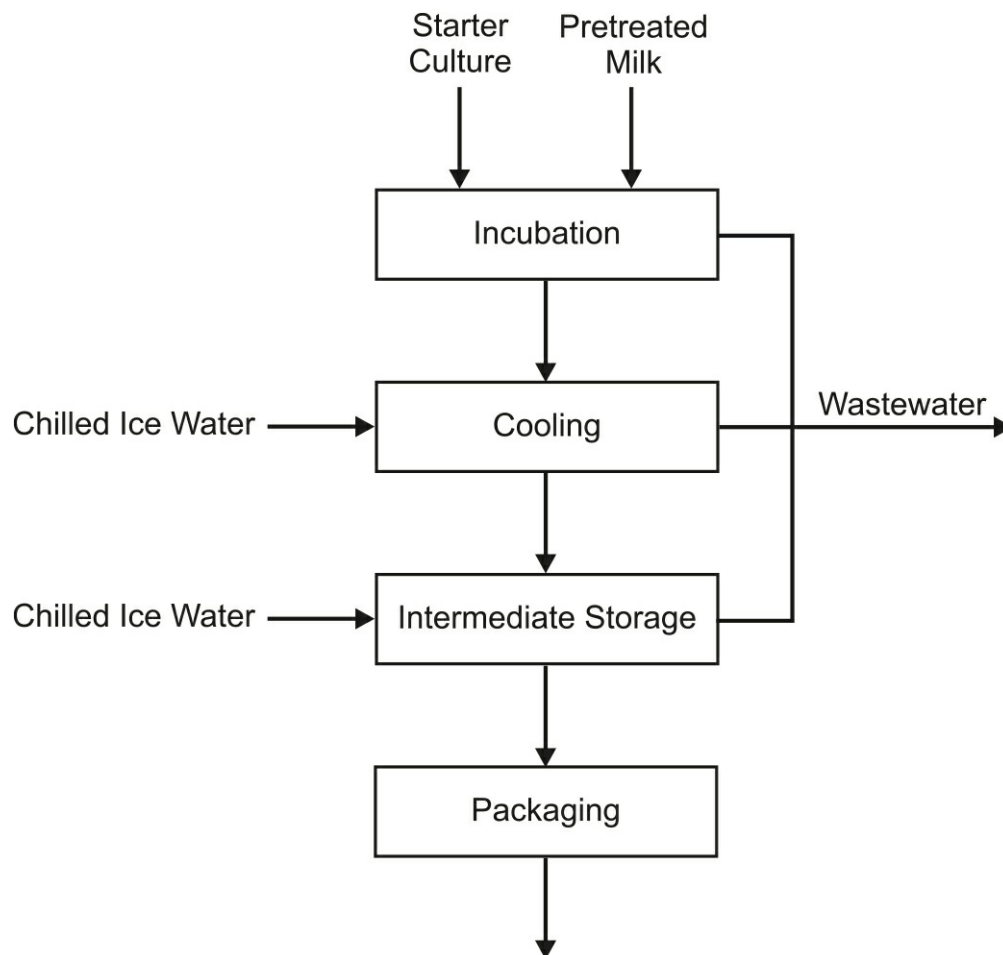 Starter
Culture
Pretreated
Milk
Incubation
Chilled Ice Water
Cooling
Wastewater
Chilled Ice Water
Intermediate Storage
Packaging